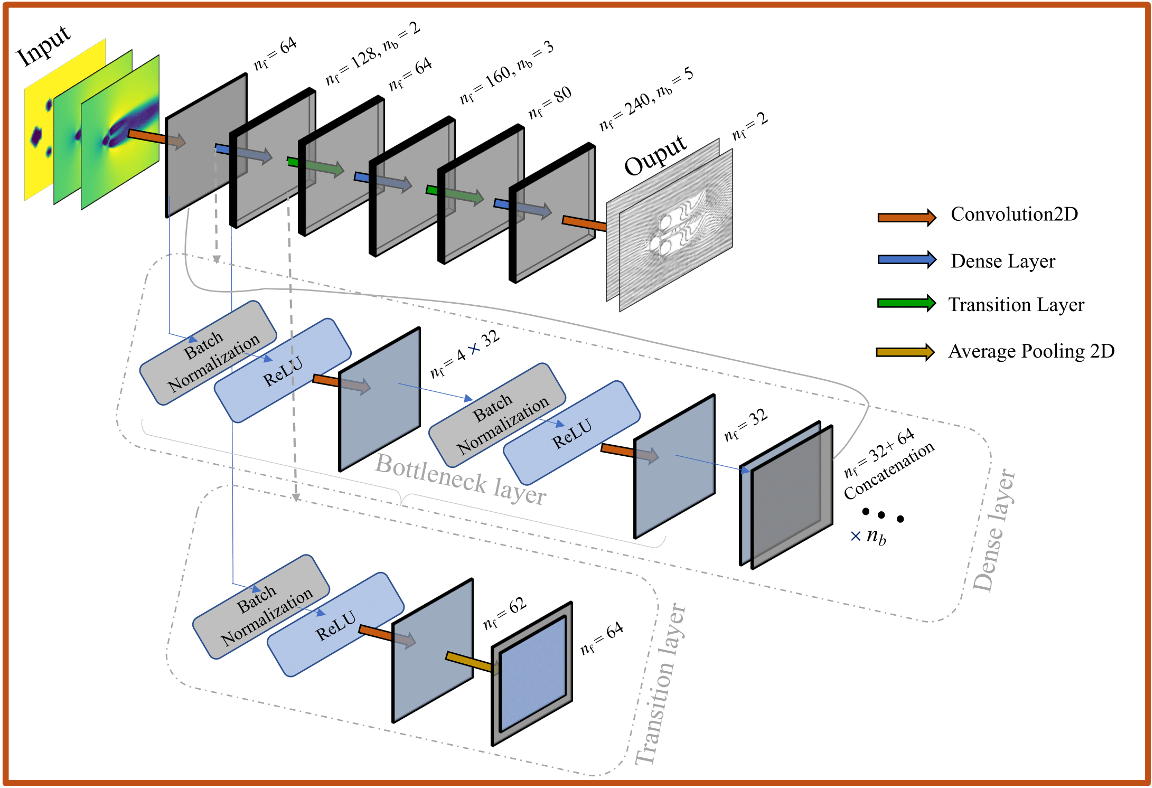 Input
n_f = 64
n_f = 128, n_b = 2
n_f = 64
n_f = 160, n_b = 3
n_f = 80
n_f = 240, n_b = 5
n_f = 2
Ouput
Convolution2D
Dense Layer
Transition Layer
Average Pooling 2D
Batch
Normalization
ReLU
n_f = 4 × 32
Batch
Normalization
ReLU
n_f = 32
n_f = 32+ 64
Concatenation
× n_b
Bottleneck layer
Dense layer
Batch
Normalization
ReLU
n_f = 62
n_f = 64
Transition layer